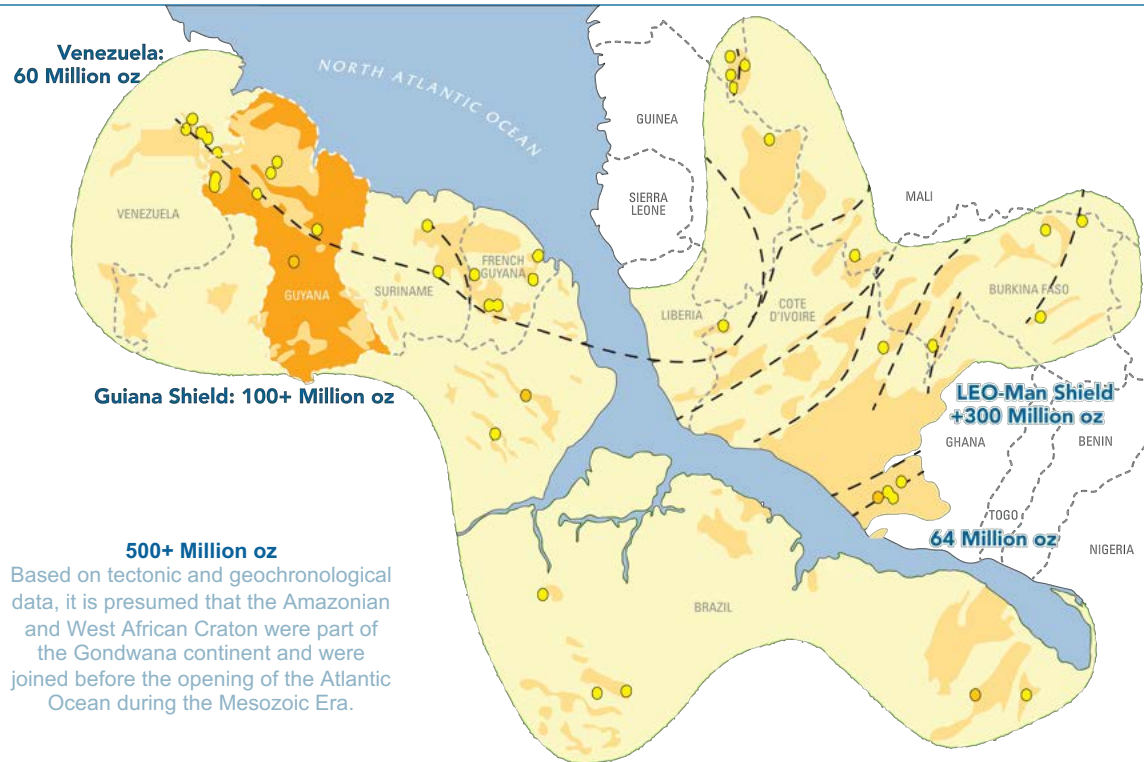 Venezuela:
60 Million oz
NORTH ATLANTIC OCEAN
GUINEA
SIERRA
LEONE
MALI
VENEZUELA
GUYANA
SURINAME
FRENCH
GUYANA
LIBERIA
COTE
D'IVOIRE
BURKINA FASO
Guiana Shield: 100+ Million oz
LEO-Man Shield
+300 Million oz
GHANA
BENIN
TOGO
64 Million oz
NIGERIA
BRAZIL
500+ Million oz
Based on tectonic and geochronological
data, it is presumed that the Amazonian
and West African Craton were part of
the Gondwana continent and were
joined before the opening of the Atlantic
Ocean during the Mesozoic Era.